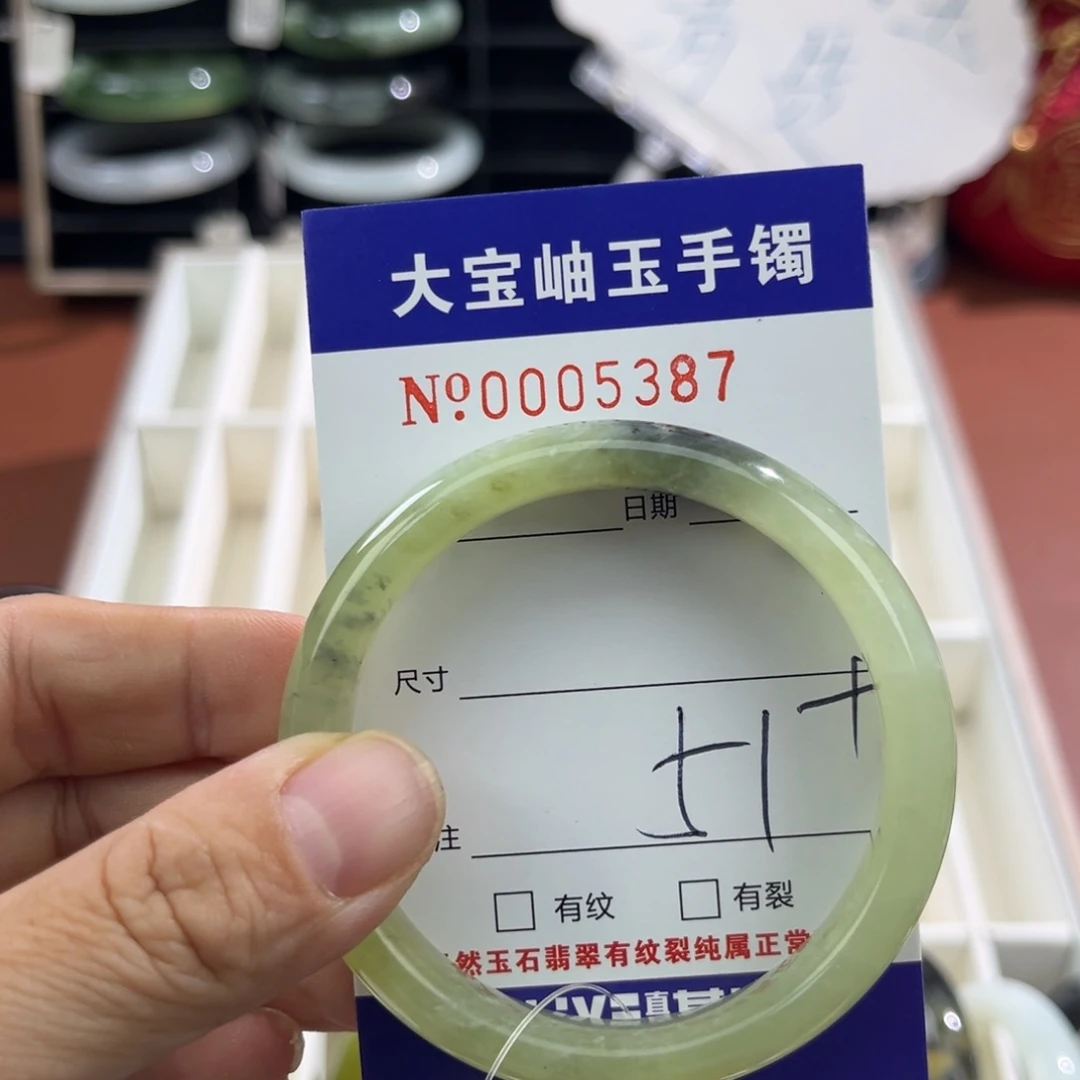 大宝岫玉手镯
Nº0005387
日期
尺寸
51+
注
有纹
有裂
然玉石翡翠有纹裂纯属正常